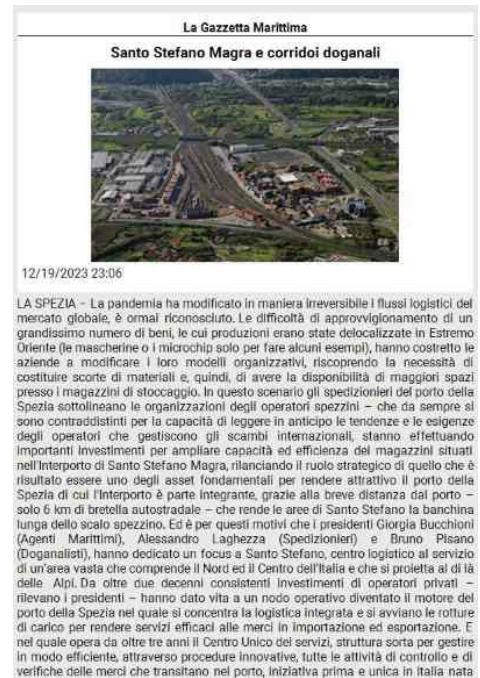 La Gazzetta Marittima
Santo Stefano Magra e corridoi doganali
12/19/2023 23:06
LA SPEZIA – La pandemia ha modificato in maniera irreversibile i flussi logistici del
mercato globale, è ormai riconosciuto. Le difficoltà di approvvigionamento di un
grandissimo numero di beni, le cui produzioni erano state delocalizzate in Estremo
Oriente (le mascherine o i microchip solo per fare alcuni esempi), hanno costretto le
aziende a modificare i loro modelli organizzativi, riscoprendo la necessità di
costituire scorte di materiali e, quindi, di avere la disponibilità di maggiori spazi
presso i magazzini di stoccaggio. In questo scenario gli spedizionieri del porto della
Spezia sottolineano le organizzazioni degli operatori spezzini – che da sempre si
sono contraddistinti per la capacità di leggere in anticipo le tendenze e le esigenze
degli operatori che gestiscono gli scambi internazionali, stanno effettuando
importanti investimenti per ampliare capacità ed efficienza dei magazzini situati
nell'Interporto di Santo Stefano Magra, rilanciando il ruolo strategico di quello che è
risultato essere uno degli asset fondamentali per rendere attrattivo il porto della
Spezia di cui l'Interporto è parte integrante, grazie alla breve distanza dal porto –
solo 6 km di bretella autostradale – che rende le aree di Santo Stefano la banchina
lunga dello scalo spezzino. Ed è per questi motivi che i presidenti Giorgia Bucchioni
(Agenti Marittimi), Alessandro Laghezza (Spedizionieri) e Bruno Pisano
(Doganalisti), hanno dedicato un focus a Santo Stefano, centro logistico al servizio
di un'area vasta che comprende il Nord ed il Centro dell'Italia e che si proietta al di là
delle Alpi. Da oltre due decenni consistenti investimenti di operatori privati –
rilevano i presidenti – hanno dato vita a un nodo operativo diventato il motore del
porto della Spezia nel quale si concentra la logistica integrata e si avviano le rotture
di carico per rendere servizi efficaci alle merci in importazione ed esportazione. E
nel quale opera da oltre tre anni il Centro Unico dei servizi, struttura sorta per gestire
in modo efficiente, attraverso procedure innovative, tutte le attività di controllo e di
verifiche delle merci che transitano nel porto, iniziativa prima e unica in Italia nata